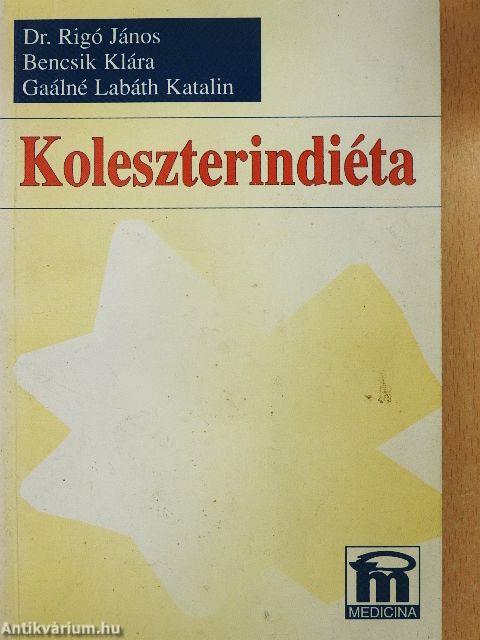 Dr. Rigó János
Bencsik Klára
Gaálné Labáth Katalin
Koleszterindiéta
m
MEDICINA
Antikvárium.hu